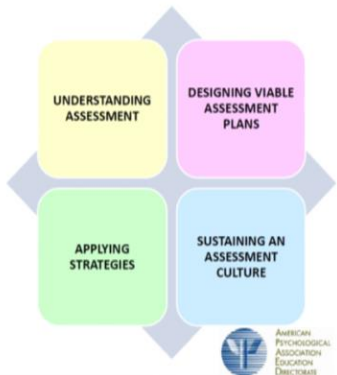 UNDERSTANDING
ASSESSMENT
DESIGNING VIABLE
ASSESSMENT
PLANS
APPLYING
STRATEGIES
SUSTAINING AN
ASSESSMENT
CULTURE
AMERICAN
PSYCHOLOGICAL
ASSOCIATION
EDUCATION
DIRECTORATE